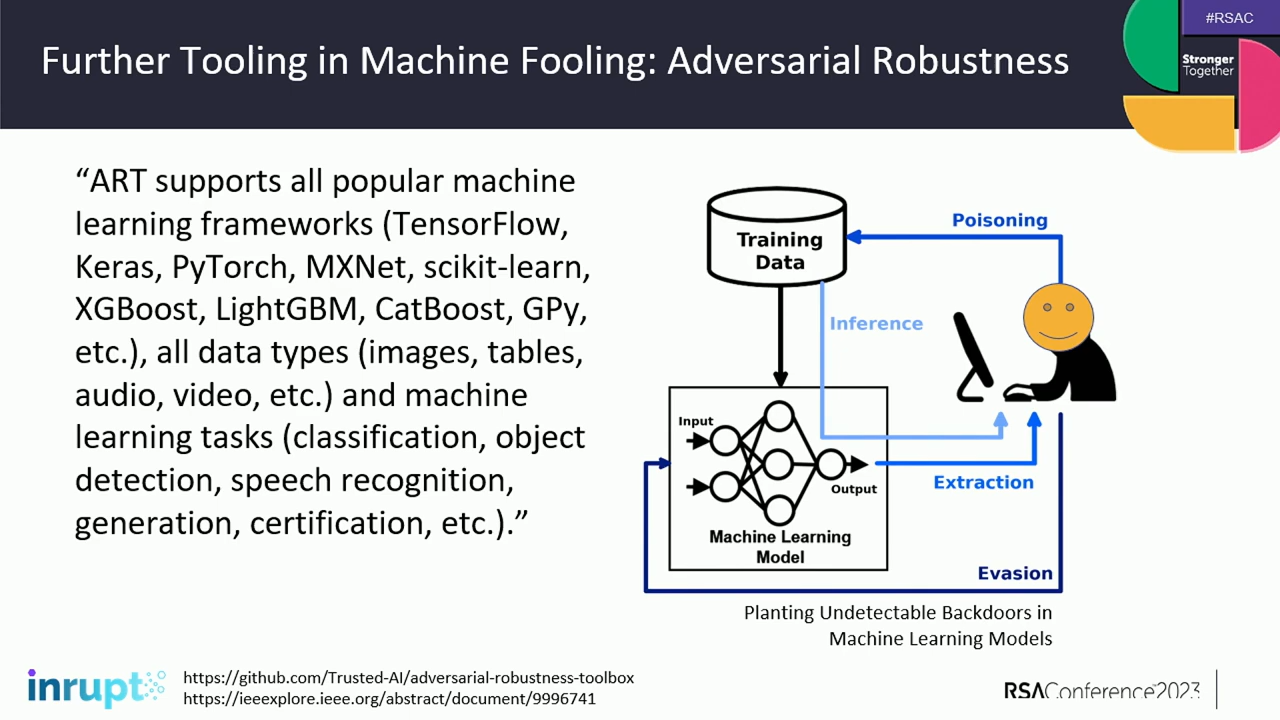 #RSAC
Further Tooling in Machine Fooling: Adversarial Robustness
Stronger
Together
“ART supports all popular machine
learning frameworks (TensorFlow,
Keras, PyTorch, MXNet, scikit-learn,
XGBoost, LightGBM, CatBoost, GPy,
etc.), all data types (images, tables,
audio, video, etc.) and machine
learning tasks (classification, object
detection, speech recognition,
generation, certification, etc.).”
Poisoning
Training
Data
Inference
Input
Output
Machine Learning
Model
Extraction
Evasion
Planting Undetectable Backdoors in
Machine Learning Models
inrupt
https://github.com/Trusted-AI/adversarial-robustness-toolbox
https://ieeexplore.ieee.org/abstract/document/9996741
RSAConference™2023